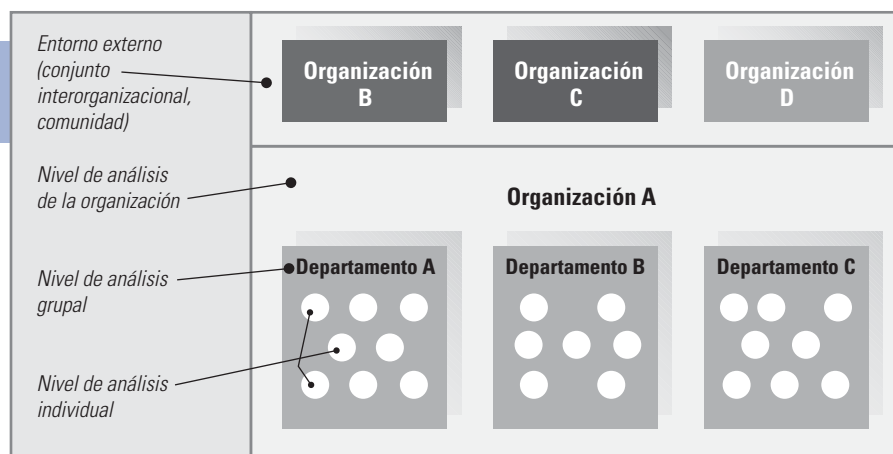 Entorno externo
(conjunto
interorganizacional,
comunidad)
Organización
B
Organización
C
Organización
D
Nivel de análisis
de la organización
Organización A
Nivel de análisis
grupal
Departamento A
Departamento B
Departamento C
Nivel de análisis
individual